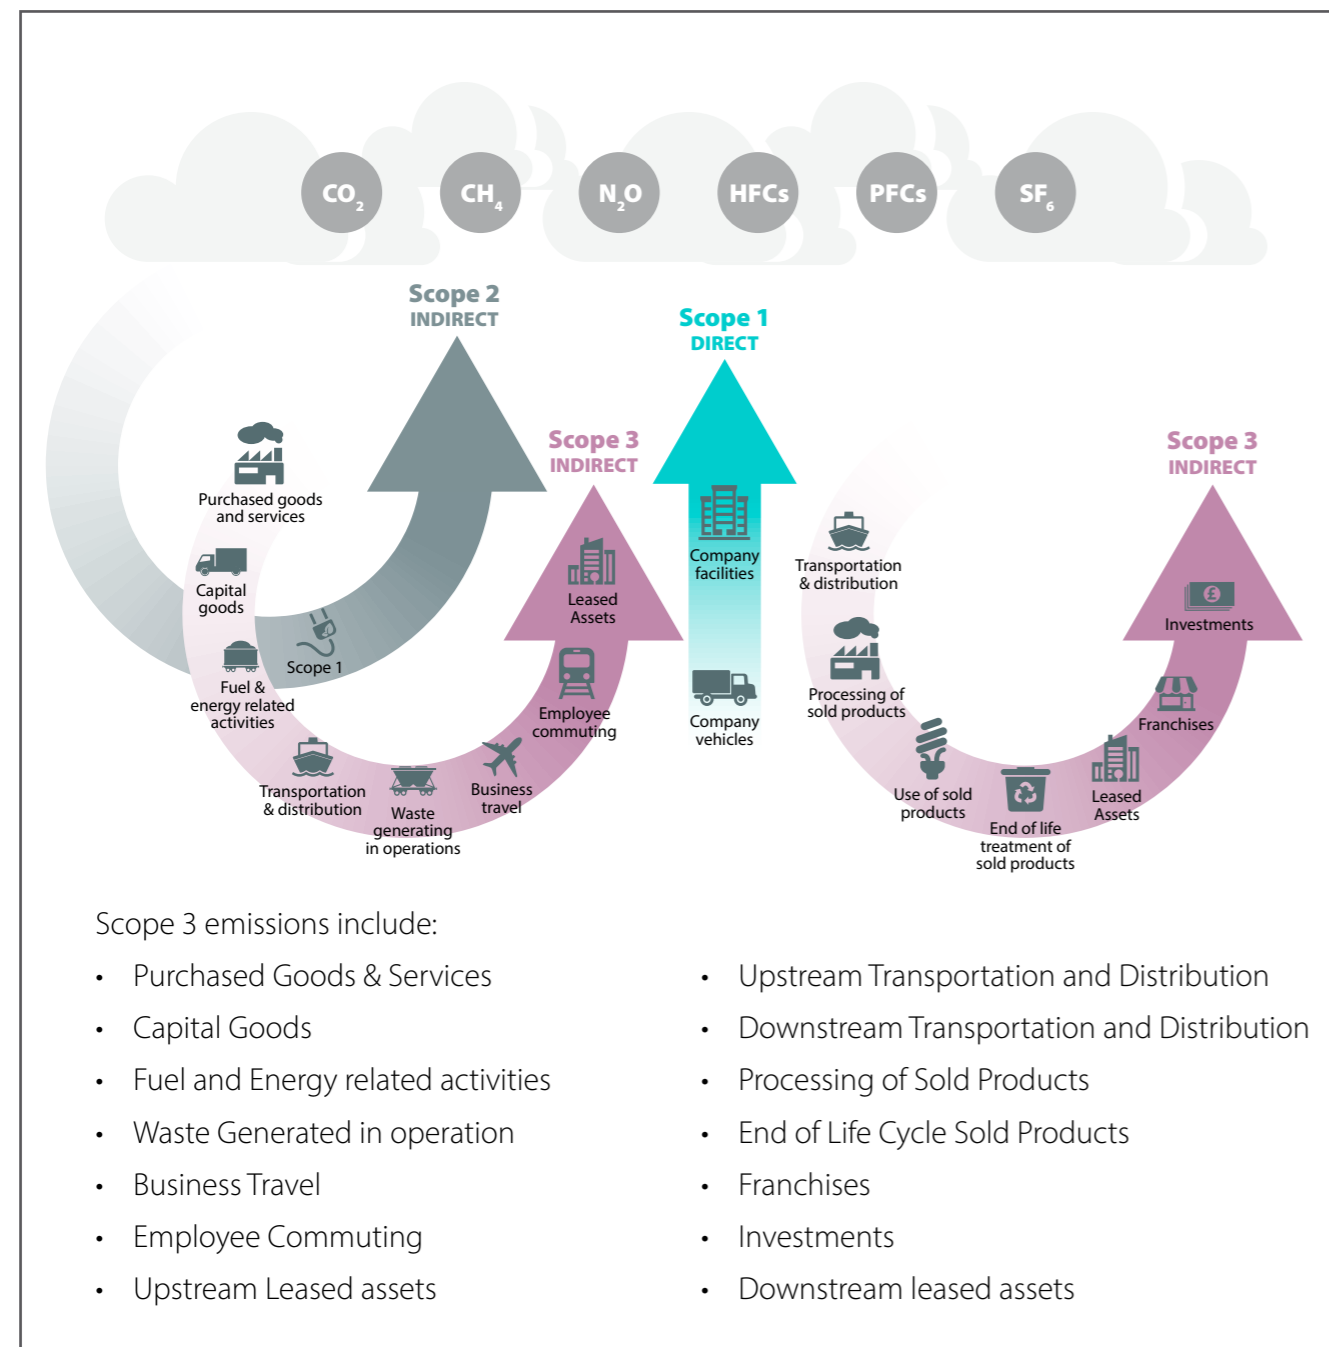 CO₂
CH₄
N₂O
HFCs
PFCs
SF₆
Scope 2
INDIRECT
Scope 1
DIRECT
Scope 3
INDIRECT
Scope 3
INDIRECT
Purchased goods
and services
Capital
goods
Fuel &
energy related
activities
Scope 1
Transportation
& distribution
Waste
generating
in operations
Business
travel
Employee
commuting
Leased
Assets
Company
facilities
Company
vehicles
Transportation
& distribution
Processing of
sold products
Use of sold
products
End of life
treatment of
sold products
Leased
Assets
Franchises
£
Investments
Scope 3 emissions include:
• Purchased Goods & Services
• Capital Goods
• Fuel and Energy related activities
• Waste Generated in operation
• Business Travel
• Employee Commuting
• Upstream Leased assets
• Upstream Transportation and Distribution
• Downstream Transportation and Distribution
• Processing of Sold Products
• End of Life Cycle Sold Products
• Franchises
• Investments
• Downstream leased assets